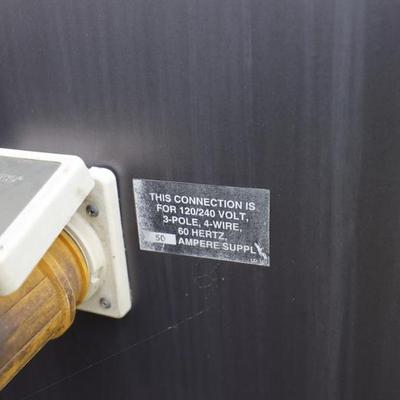 THIS CONNECTION IS
FOR 120/240 VOLT,
3-POLE, 4-WIRE,
60 HERTZ,
50 AMPERE SUPPLY